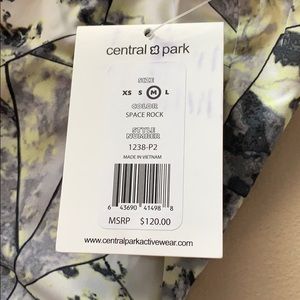 central park
SIZE
XS S M L
COLOR
SPACE ROCK
STYLE
NUMBER
1238-P2
MADE IN VIETNAM
6 43690 41498 8
MSRP $120.00
www.centralparkactivewear.com